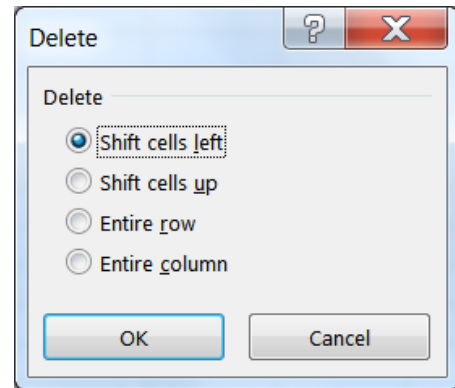 Delete
Delete
Shift cells left
Shift cells up
Entire row
Entire column
OK Cancel